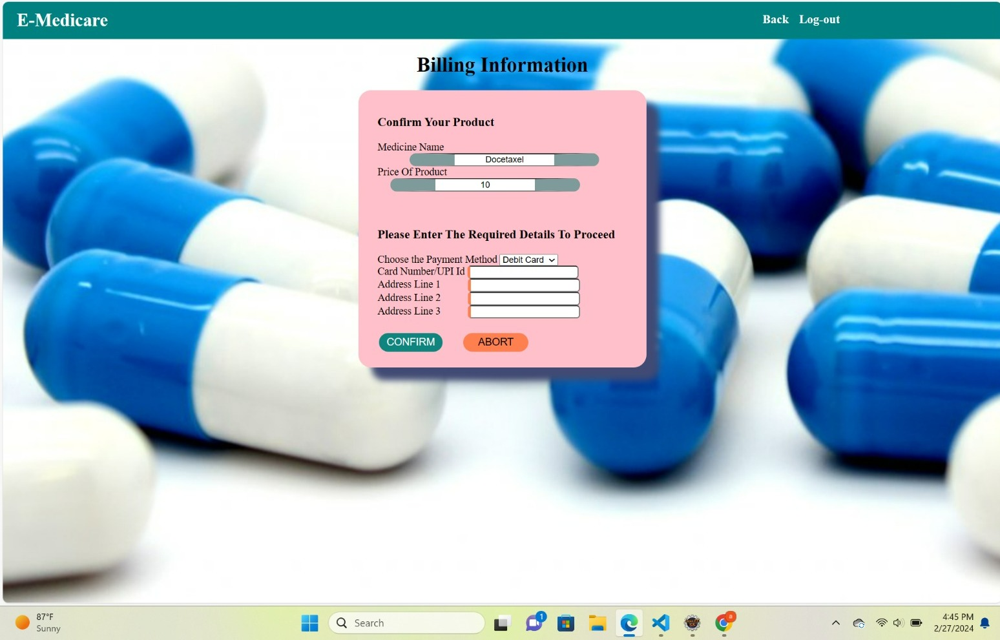 E-Medicare
Back Log-out
Billing Information
Confirm Your Product
Medicine Name
Docetaxel
Price Of Product
10
Please Enter The Required Details To Proceed
Choose the Payment Method Debit Card
Card Number/UPI Id
Address Line 1
Address Line 2
Address Line 3
CONFIRM ABORT
87°F
Sunny
Search
1
a
4:45 PM
2/27/2024